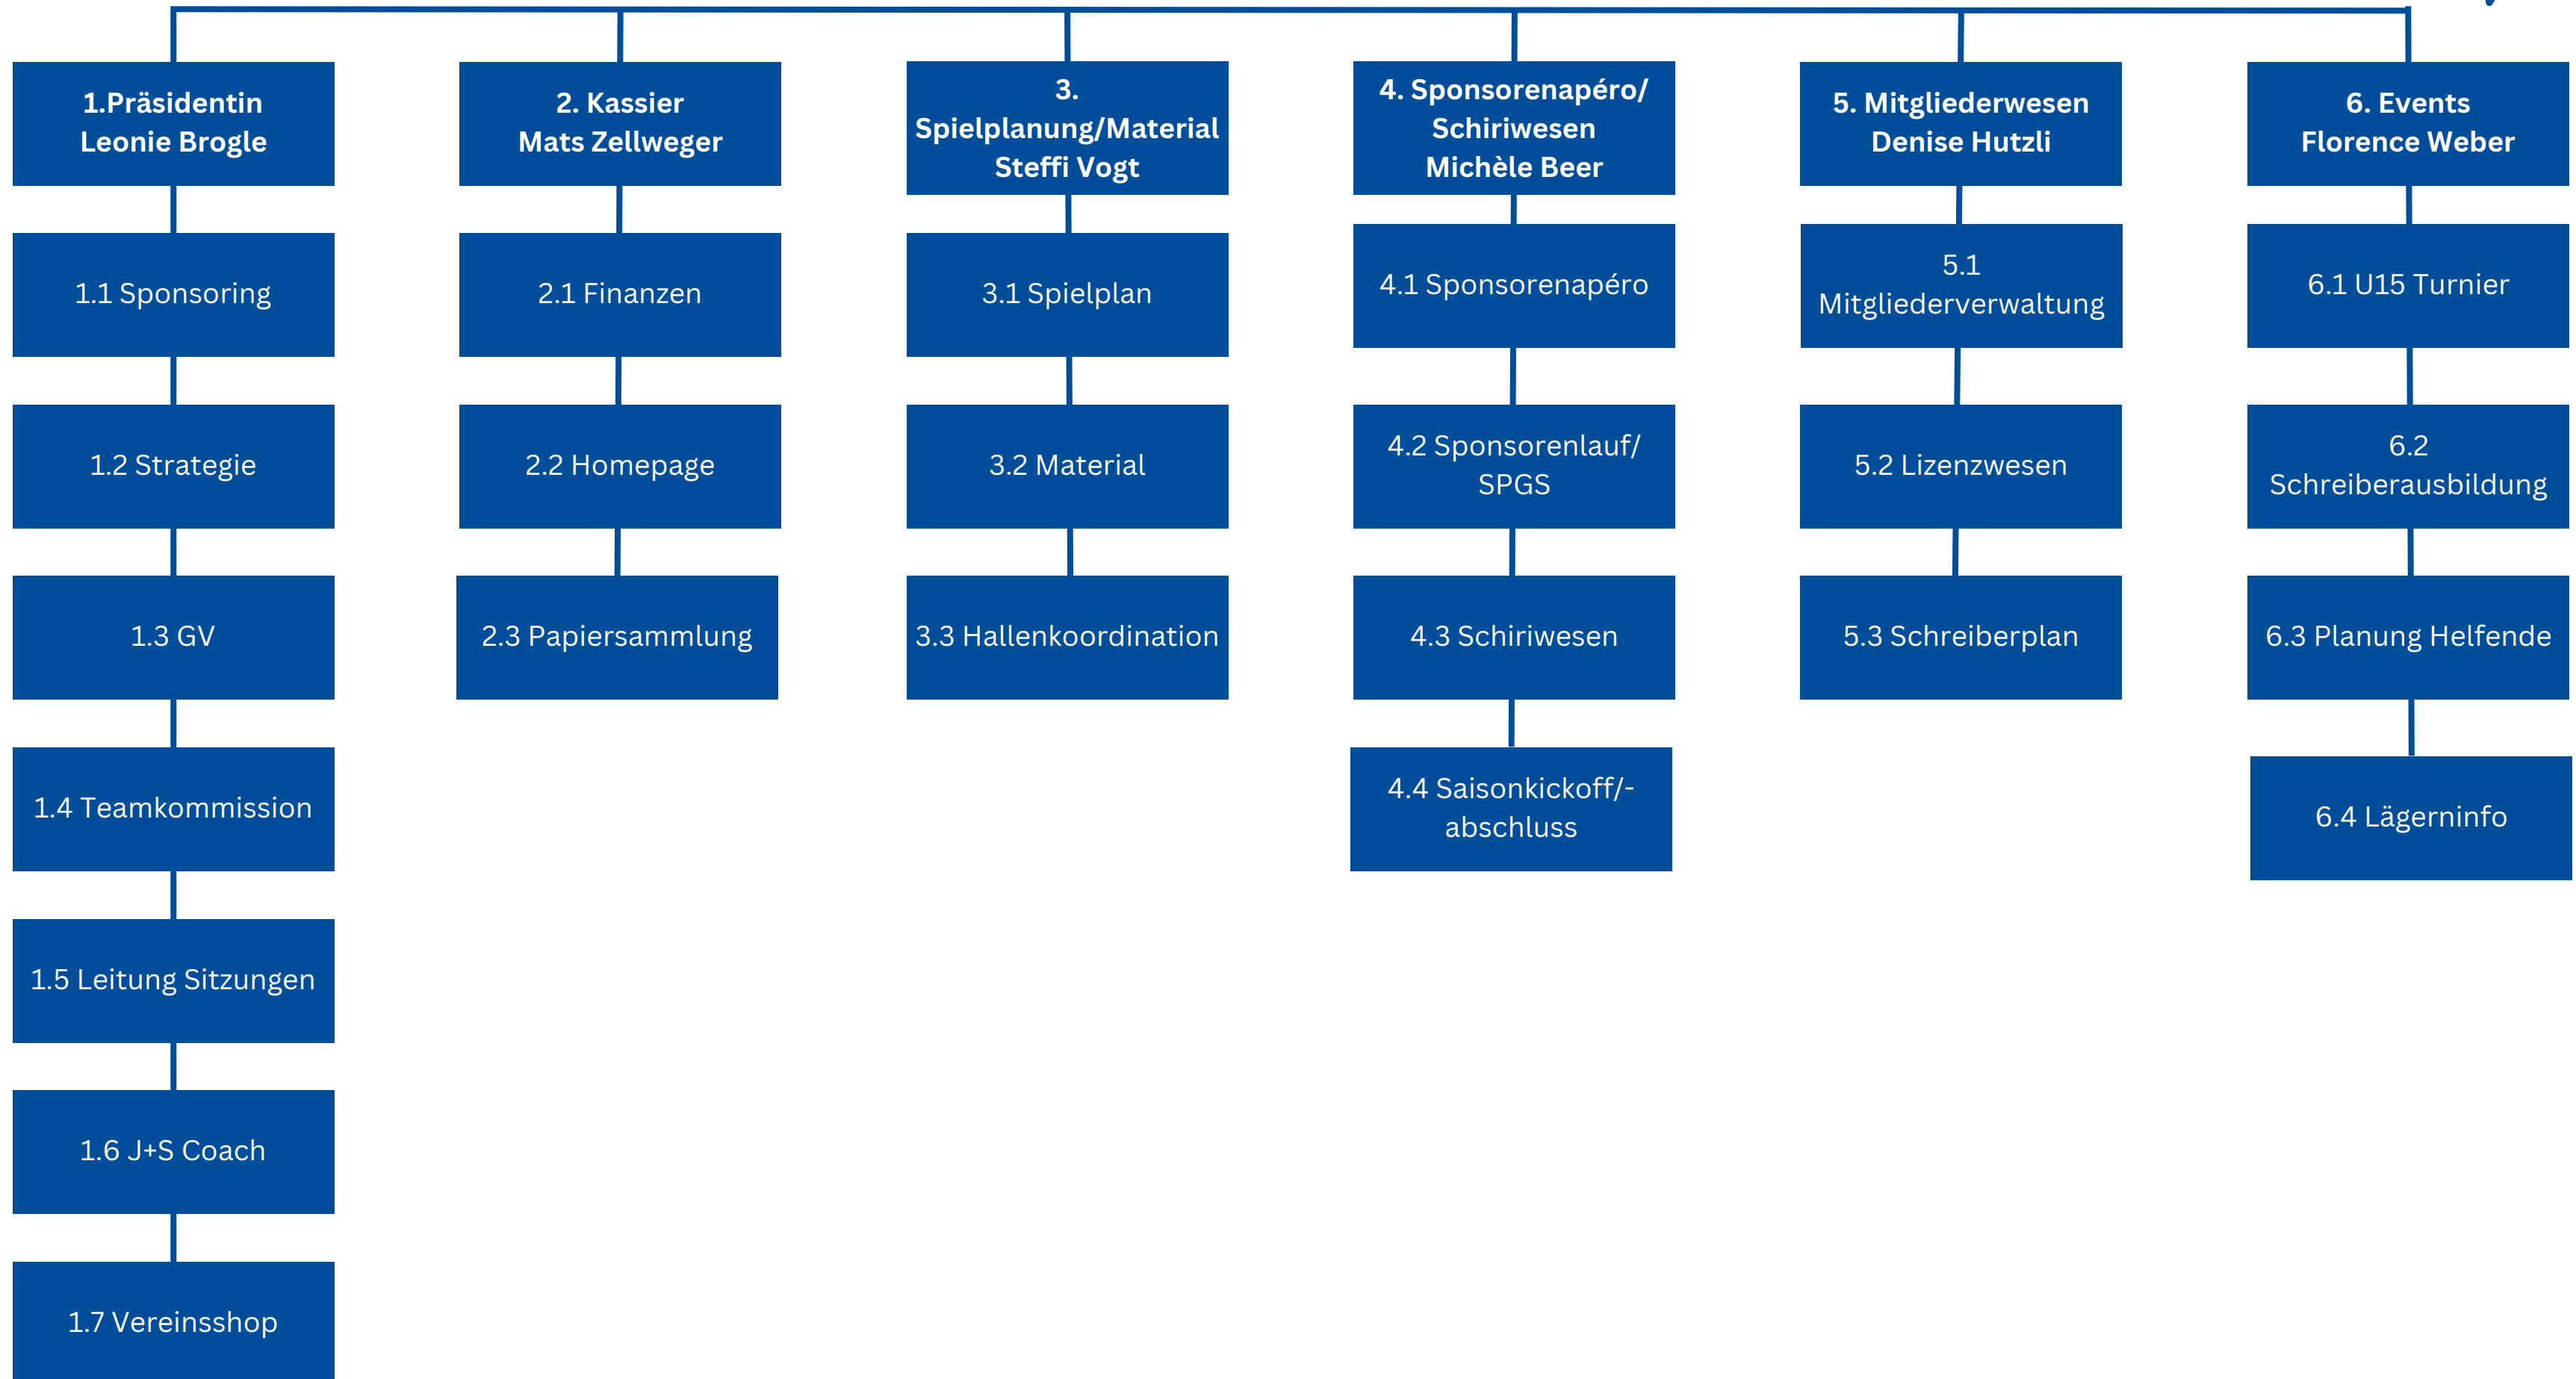 1.Präsidentin
Leonie Brogle
1.1 Sponsoring
1.2 Strategie
1.3 GV
1.4 Teamkommission
1.5 Leitung Sitzungen
1.6 J+S Coach
1.7 Vereinsshop
2. Kassier
Mats Zellweger
2.1 Finanzen
2.2 Homepage
2.3 Papiersammlung
3.
Spielplanung/Material
Steffi Vogt
3.1 Spielplan
3.2 Material
3.3 Hallenkoordination
4. Sponsorenapéro/
Schiriwesen
Michèle Beer
4.1 Sponsorenapéro
4.2 Sponsorenlauf/
SPGS
4.3 Schiriwesen
4.4 Saisonkickoff/-
abschluss
5. Mitgliederwesen
Denise Hutzli
5.1
Mitgliederverwaltung
5.2 Lizenzwesen
5.3 Schreiberplan
6. Events
Florence Weber
6.1 U15 Turnier
6.2
Schreiberausbildung
6.3 Planung Helfende
6.4 Lägerninfo